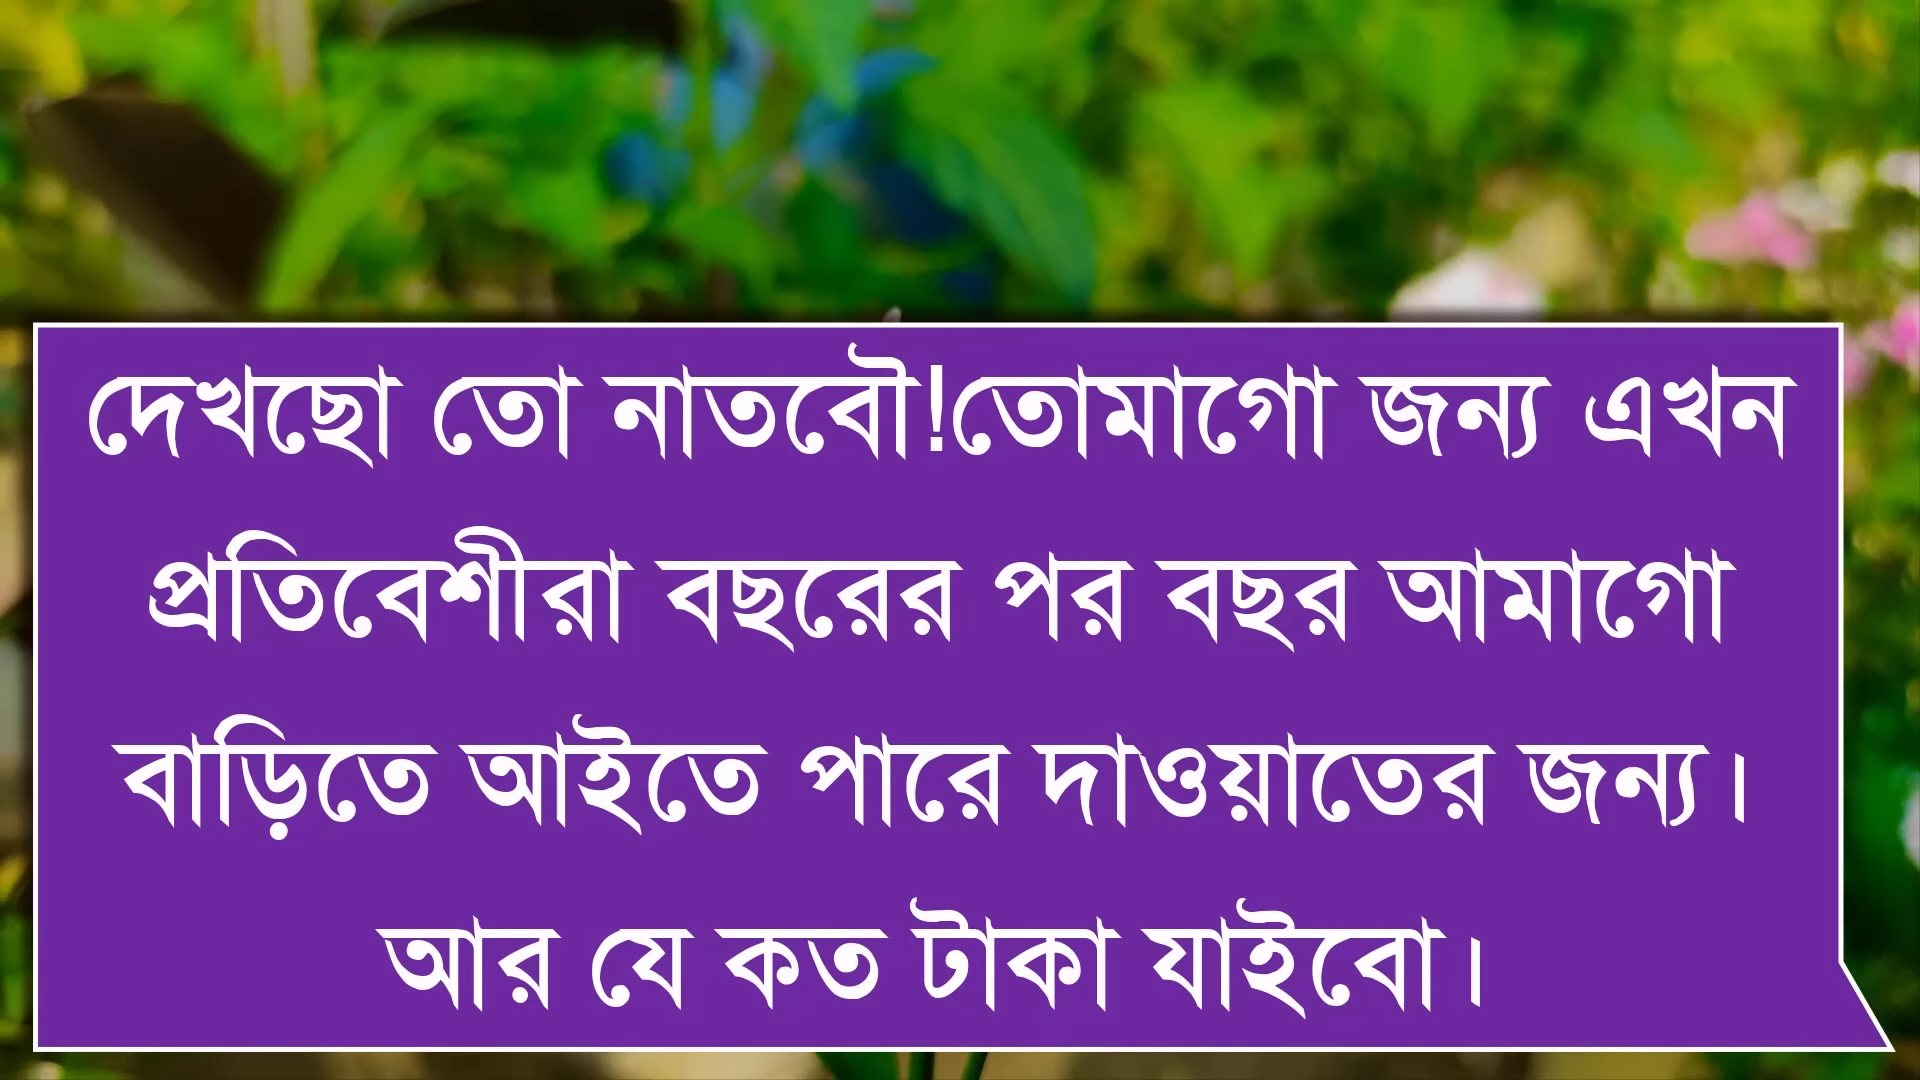 দেখছো তো নাতবৌ!তোমাগো জন্য এখন
প্রতিবেশীরা বছরের পর বছর আমাগো
বাড়িতে আইতে পারে দাওয়াতের জন্য।
আর যে কত টাকা যাইবো।